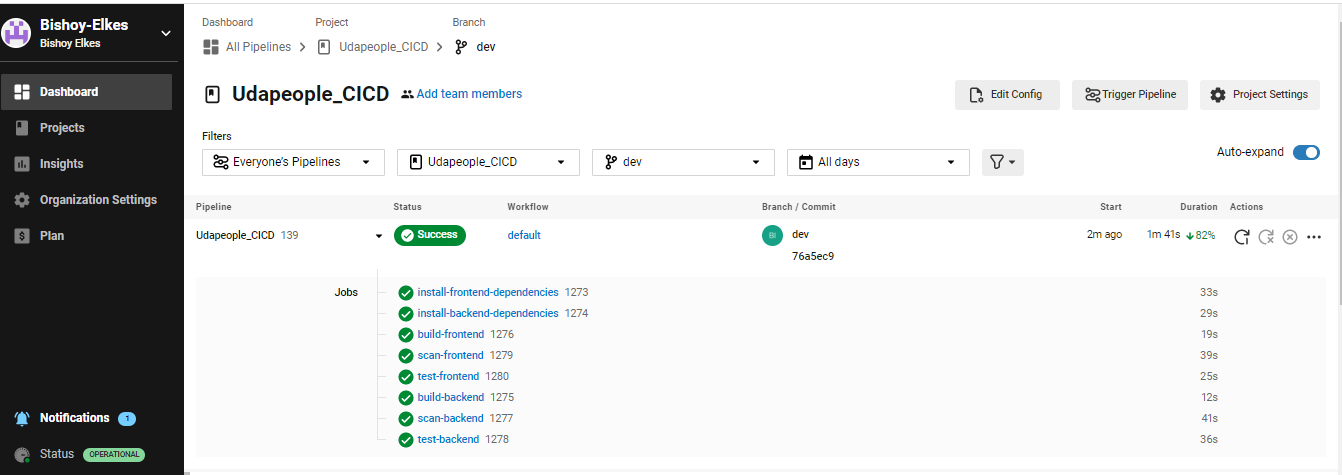 Bishoy-Elkes
Bishoy Elkes
Dashboard
Projects
Insights
Organization Settings
Plan
Notifications 1
Status OPERATIONAL
Dashboard Project Branch
All Pipelines Udapeople_CICD dev
Udapeople_CICD Add team members
Edit Config Trigger Pipeline Project Settings
Filters
Everyone's Pipelines Udapeople_CICD dev All days
Auto-expand
Pipeline Status Workflow Branch / Commit Start Duration Actions
Udapeople_CICD 139 Success default BI dev 2m ago 1m 41s 82%
76a5ec9
Jobs install-frontend-dependencies 1273 33s
install-backend-dependencies 1274 29s
build-frontend 1276 19s
scan-frontend 1279 39s
test-frontend 1280 25s
build-backend 1275 12s
scan-backend 1277 41s
test-backend 1278 36s